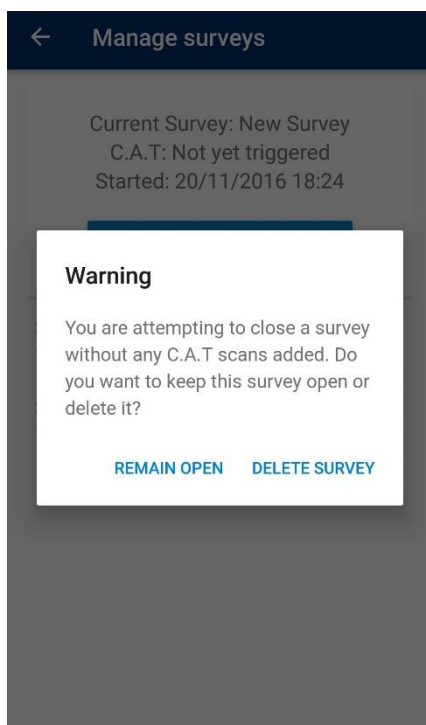 Manage surveys
Current Survey: New Survey
C.A.T: Not yet triggered
Started: 20/11/2016 18:24
Warning
You are attempting to close a survey
without any C.A.T scans added. Do
you want to keep this survey open or
delete it?
REMAIN OPEN DELETE SURVEY